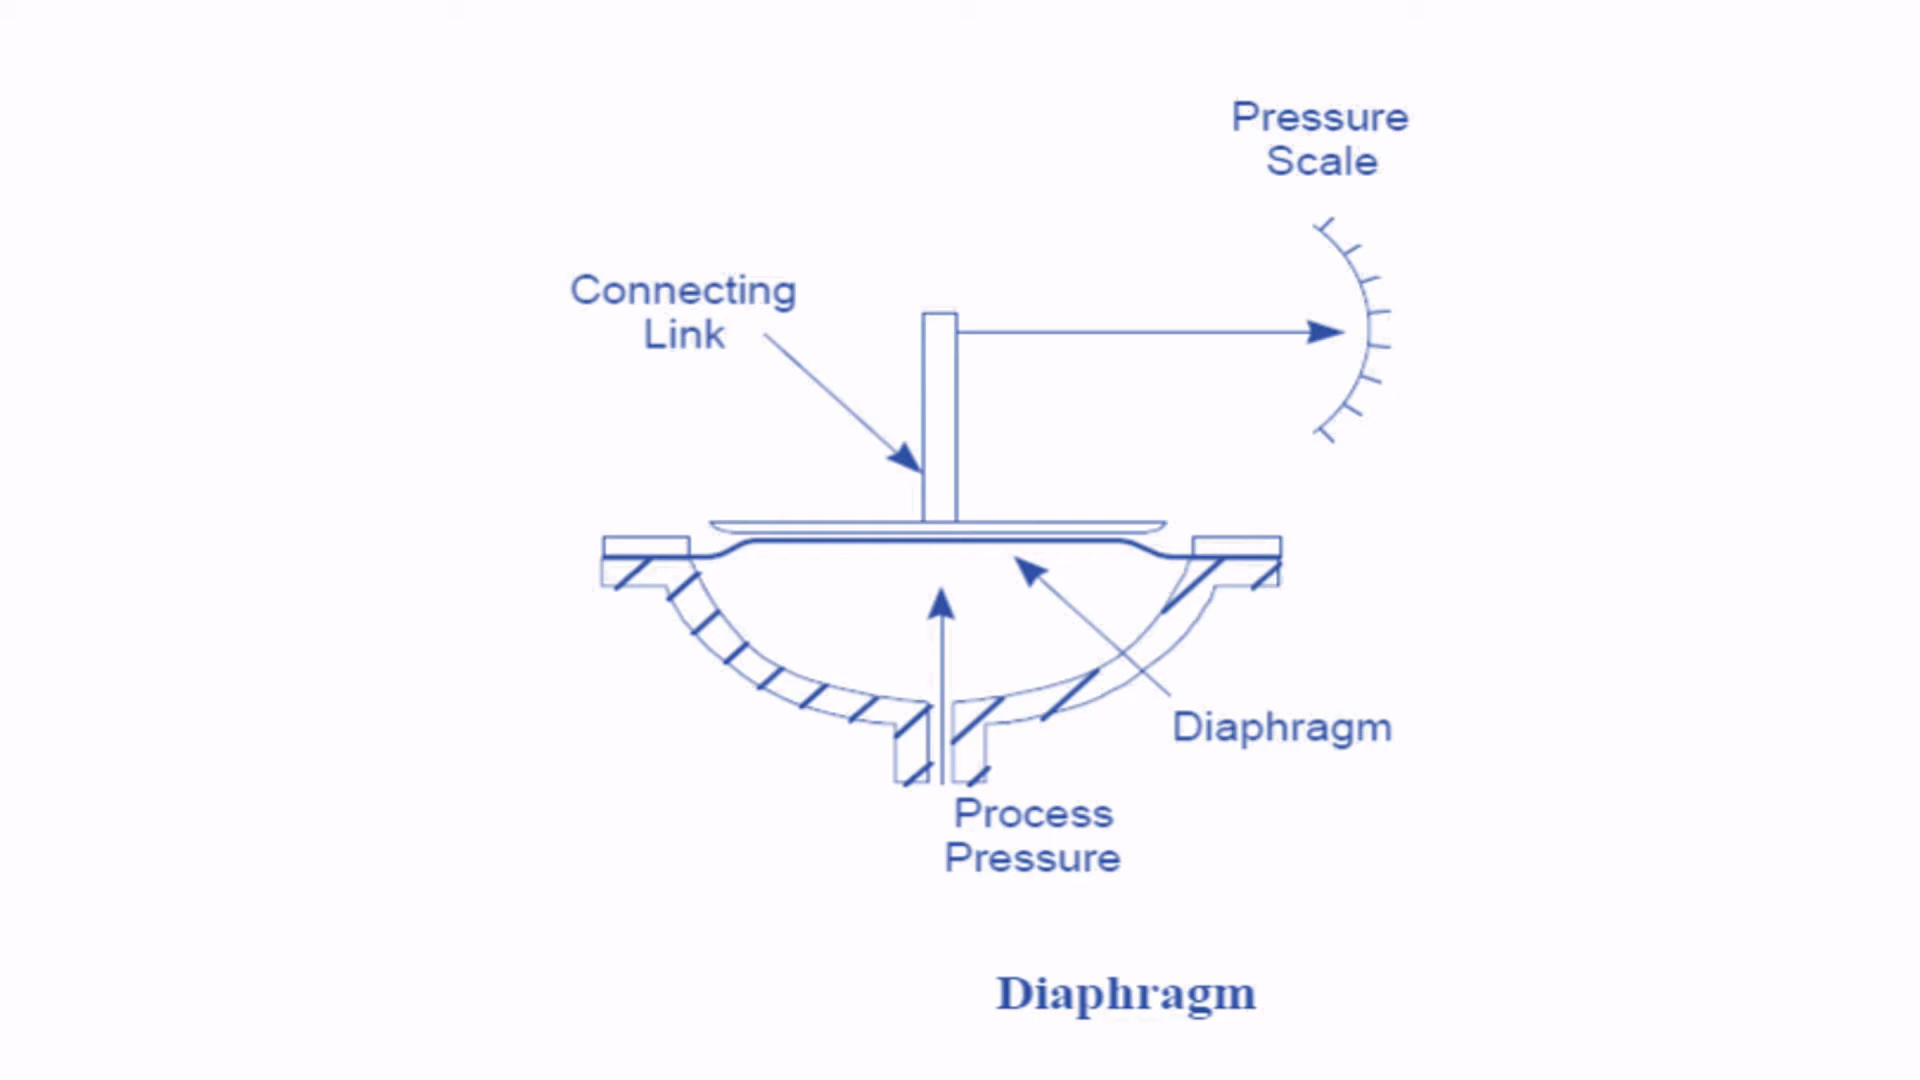 Pressure
Scale
Connecting
Link
Diaphragm
Process
Pressure
Diaphragm